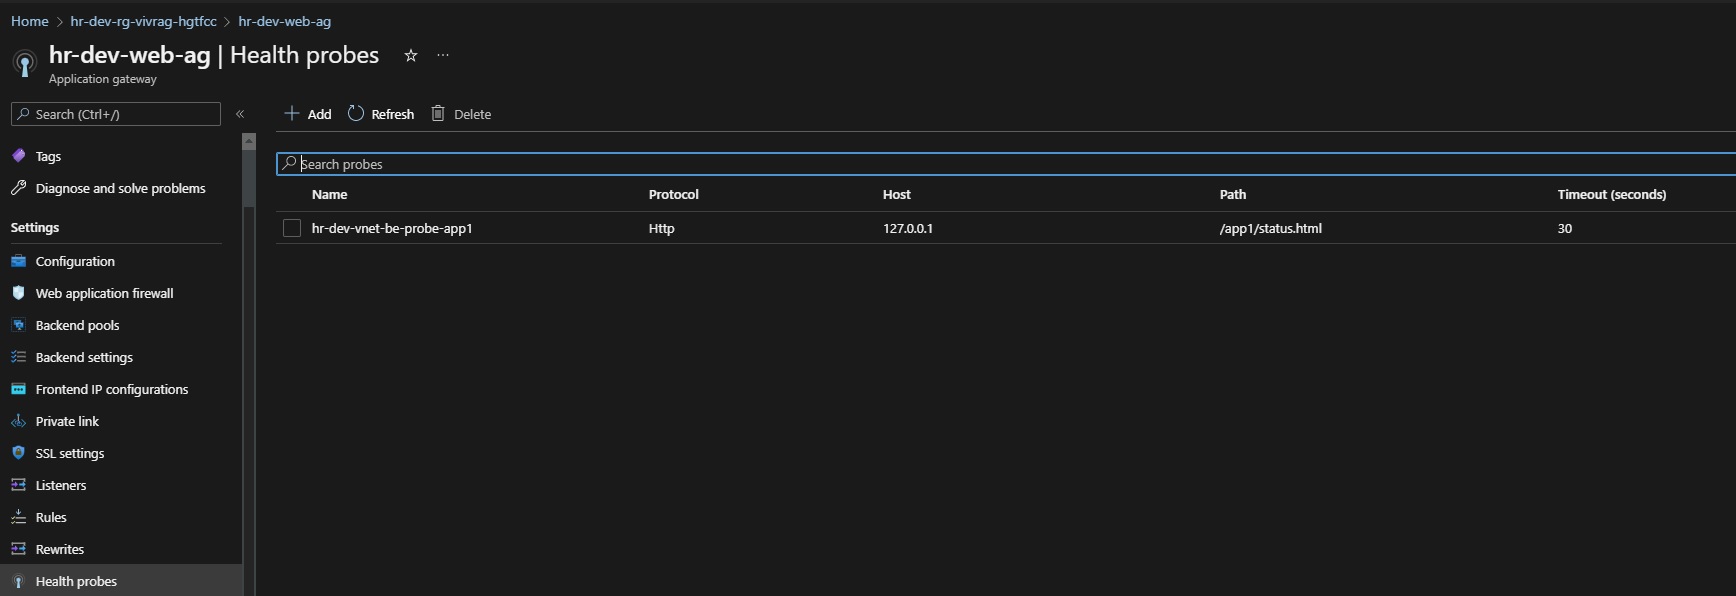 Home > hr-dev-rg-vivrag-hgtfcc > hr-dev-web-ag
hr-dev-web-ag | Health probes
Application gateway
Search (Ctrl+/)
Tags
Diagnose and solve problems
Settings
Configuration
Web application firewall
Backend pools
Backend settings
Frontend IP configurations
Private link
SSL settings
Listeners
Rules
Rewrites
Health probes
Add Refresh Delete
Search probes
Name Protocol Host Path Timeout (seconds)
hr-dev-vnet-be-probe-app1 Http 127.0.0.1 /app1/status.html 30